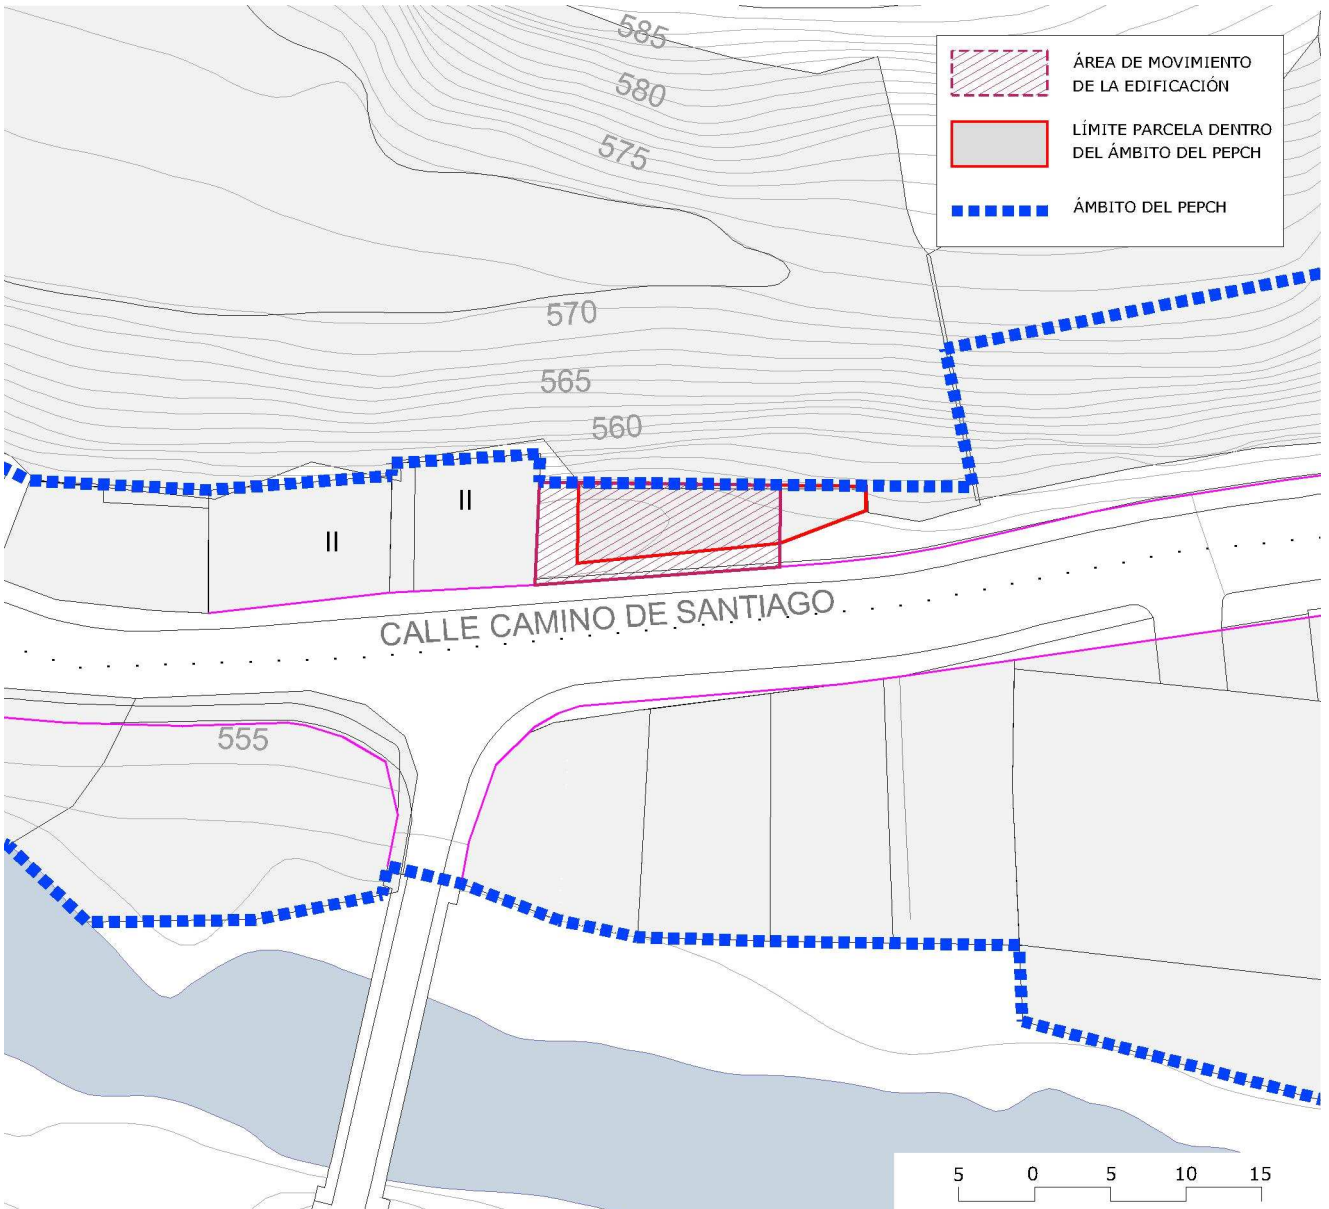 585
580
575
ÁREA DE MOVIMIENTO
DE LA EDIFICACIÓN
LÍMITE PARCELA DENTRO
DEL ÁMBITO DEL PEPCH
ÁMBITO DEL PEPCH
570
565
560
II
II
CALLE CAMINO DE SANTIAGO
555
5 0 5 10 15